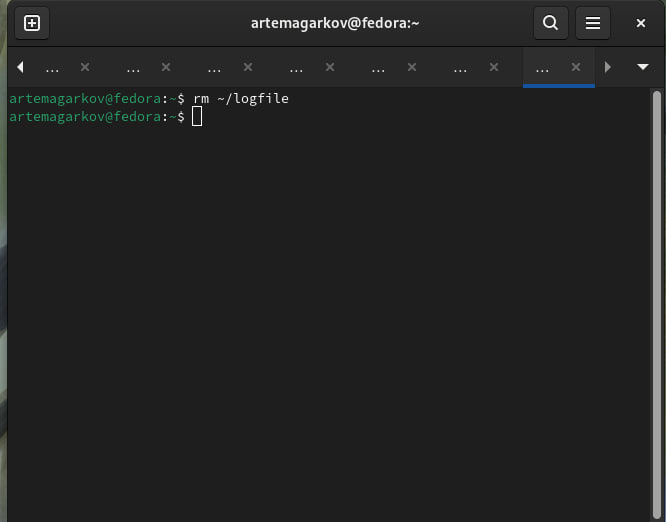 artemagarkov@fedora:~
... ... ... ... ... ... ...
artemagarkov@fedora:~$ rm ~/logfile
artemagarkov@fedora:~$